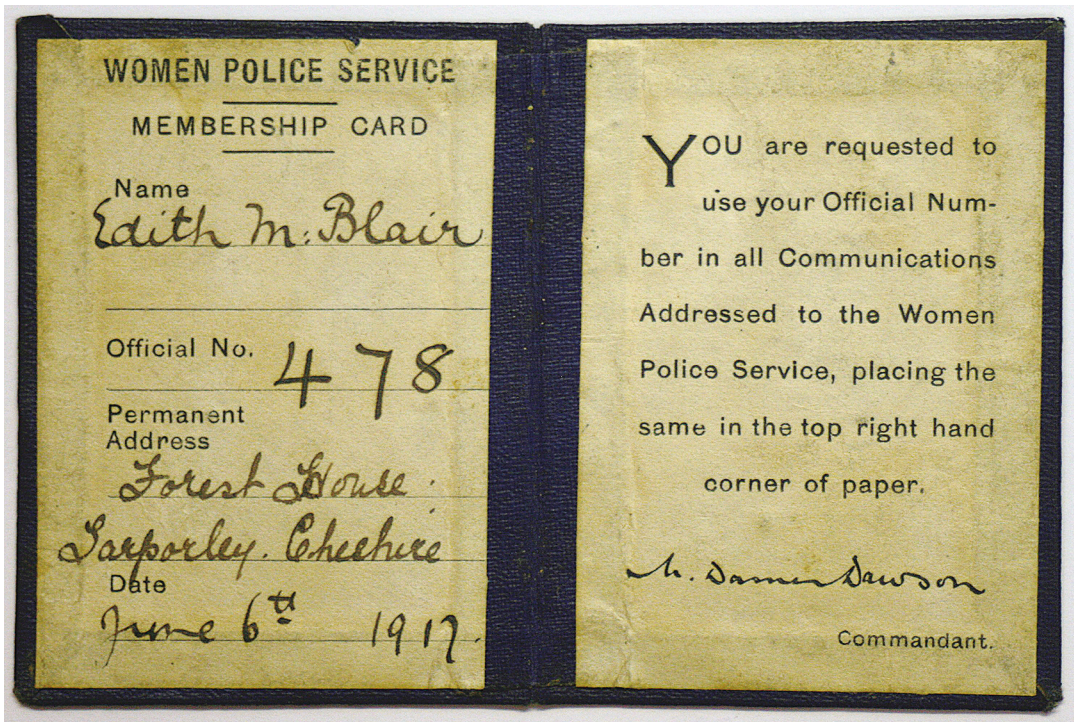 WOMEN POLICE SERVICE
MEMBERSHIP CARD
Name
Edith M. Blair
Official No. 478
Permanent
Address
Forest House.
Tarporley. Cheshire
Date
June 6th 1917.
YOU are requested to
use your Official Num-
ber in all Communications
Addressed to the Women
Police Service, placing the
same in the top right hand
corner of paper.
M. Damer Dawson
Commandant.